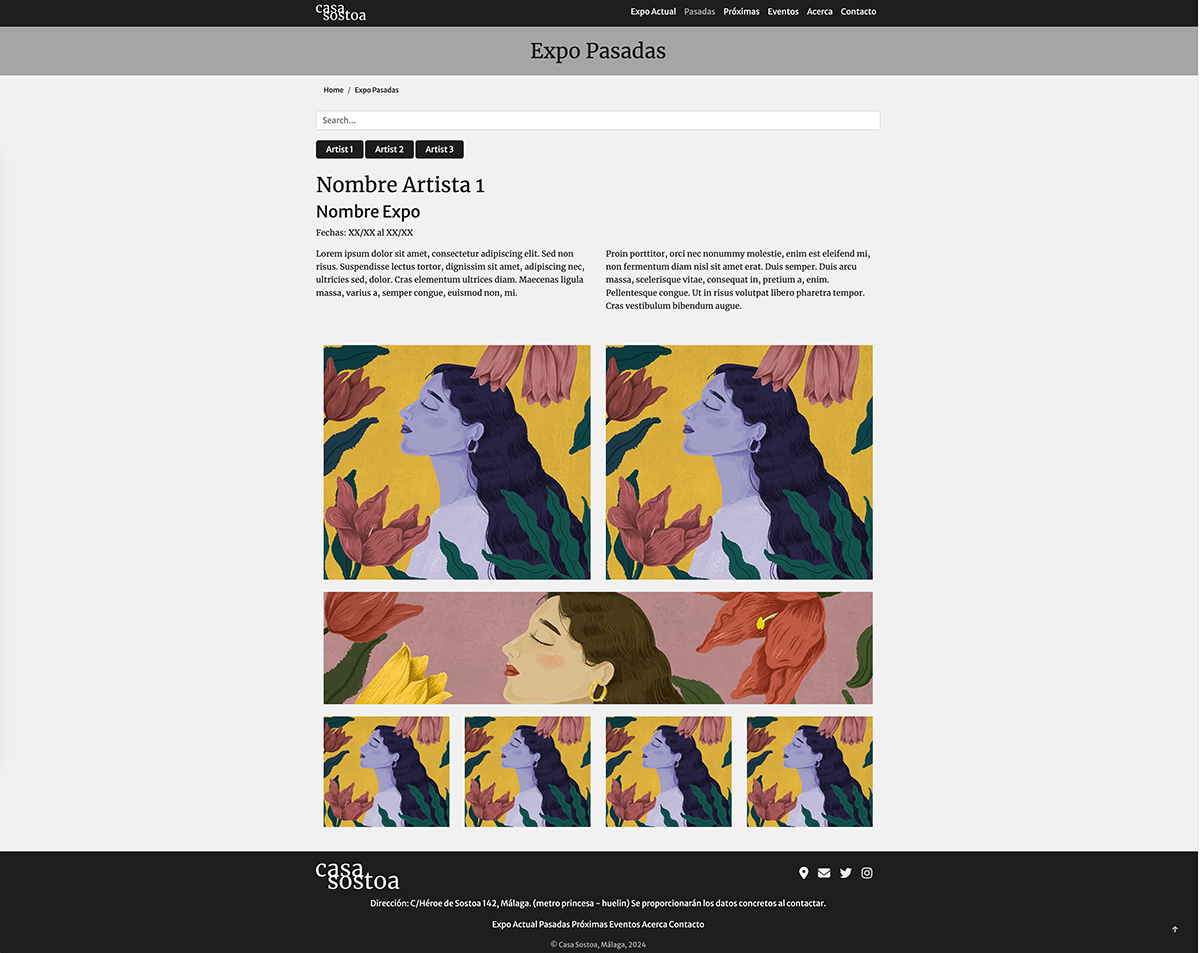 casa
sostoa
Expo Actual Pasadas Próximas Eventos Acerca Contacto
Expo Pasadas
Home / Expo Pasadas
Search...
Artist 1 Artist 2 Artist 3
Nombre Artista 1
Nombre Expo
Fechas: XX/XX al XX/XX
Lorem ipsum dolor sit amet, consectetur adipiscing elit. Sed non
risus. Suspendisse lectus tortor, dignissim sit amet, adipiscing nec,
ultricies sed, dolor. Cras elementum ultrices diam. Maecenas ligula
massa, varius a, semper congue, euismod non, mi.
Proin porttitor, orci nec nonummy molestie, enim est eleifend mi,
non fermentum diam nisl sit amet erat. Duis semper. Duis arcu
massa, scelerisque vitae, consequat in, pretium a, enim.
Pellentesque congue. Ut in risus volutpat libero pharetra tempor.
Cras vestibulum bibendum augue.
casa
sostoa
Dirección: C/Héroe de Sostoa 142, Málaga. (metro princesa - huelin) Se proporcionarán los datos concretos al contactar.
Expo Actual Pasadas Próximas Eventos Acerca Contacto
© Casa Sostoa, Málaga, 2024